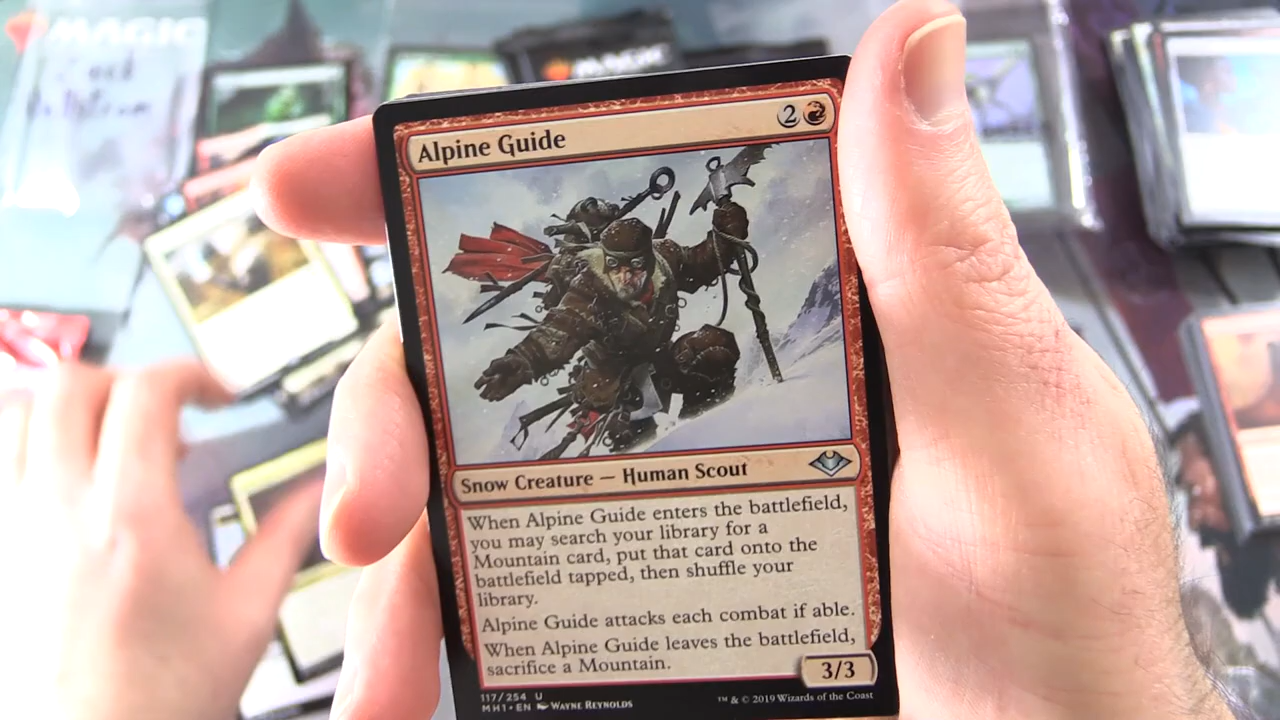 MAGIC
MAGIC
Alpine Guide
2
Snow Creature — Human Scout
When Alpine Guide enters the battlefield,
you may search your library for a
Mountain card, put that card onto the
battlefield tapped, then shuffle your
library.
Alpine Guide attacks each combat if able.
When Alpine Guide leaves the battlefield,
sacrifice a Mountain.
3/3
117/254 U
MH1 • EN Wayne Reynolds
™ & © 2019 Wizards of the Coast